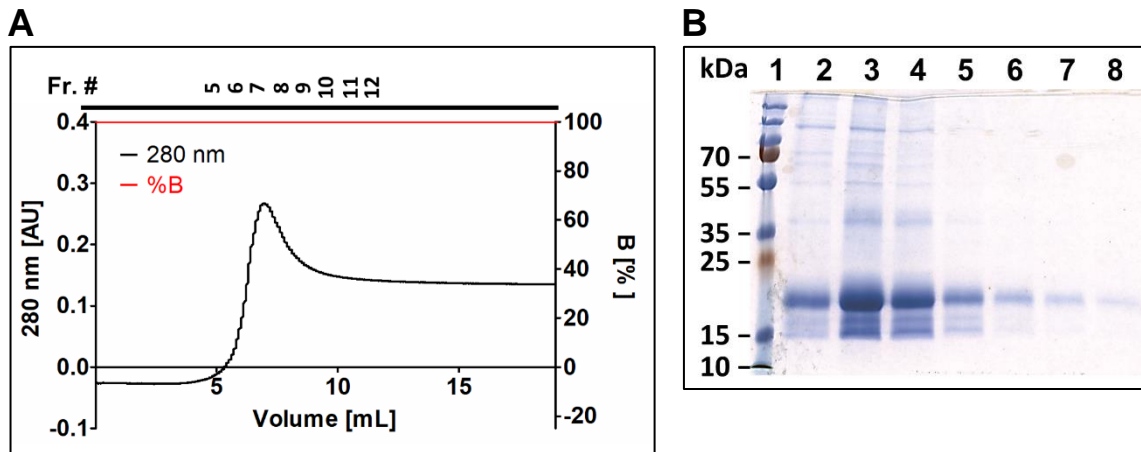 A
Fr. # 5 6 7 8 9 10 11 12
0.4
0.3
0.2
0.1
0.0
-0.1
280 nm [AU]
280 nm
%B
100
80
60
40
20
0
-20
B [% ]
5 10 15
Volume [mL]
B
kDa 1 2 3 4 5 6 7 8
70 –
55 –
35 –
25 –
15 –
10 –